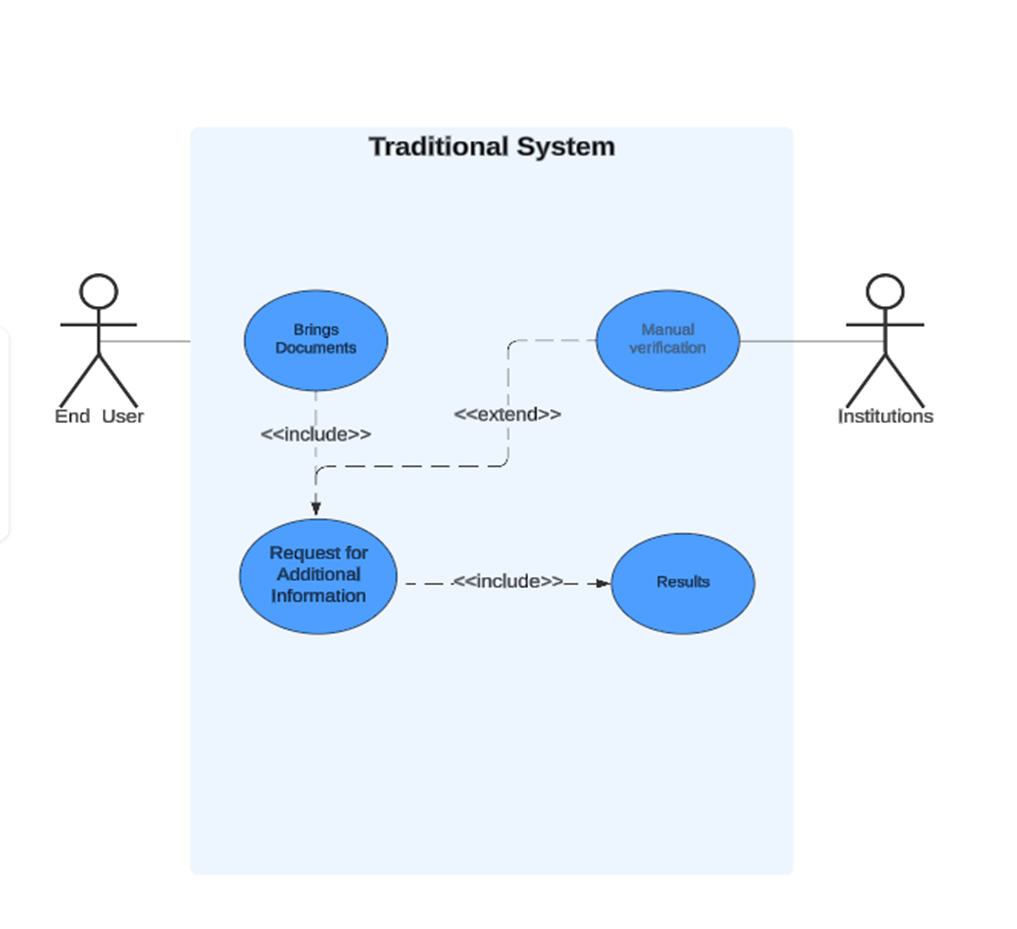 Traditional System
Brings
Documents
Manual
verification
End User
Institutions
<<extend>>
<<include>>
Request for
Additional
Information
<<include>>
Results